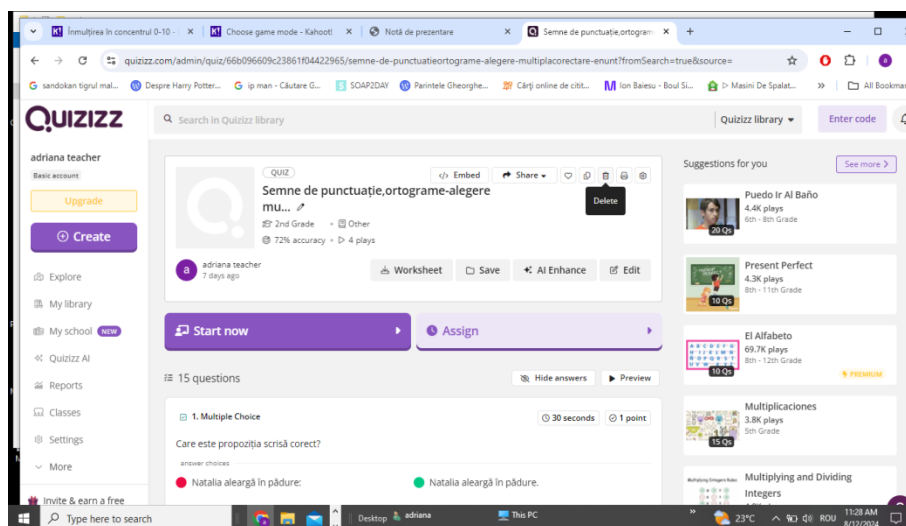 Înmulțirea în concentrul 0-10 -
Choose game mode - Kahoot!
Notă de prezentare
Semne de punctuație,ortogram
quizizz.com/admin/quiz/66b096609c23861f04422965/semne-de-punctuatieortograme-alegere-multiplacorectare-enunt?fromSearch=true&source=
sandokan tigrul mal...
Despre Harry Potter...
ip man - Căutare G...
SOAP2DAY
Parintele Gheorghe...
Cărți online de citit...
Ion Baiesu - Boul Si...
Masini De Spalat...
All Bookmar
QUIZIZZ
Search in Quizizz library
Quizizz library
Enter code
adriana teacher
Basic account
Upgrade
Create
Explore
My library
My school NEW
Quizizz AI
Reports
Classes
Settings
More
Invite & earn a free
QUIZ
Embed
Share
Semne de punctuație,ortograme-alegere
mu...
Delete
2nd Grade • Other
72% accuracy • 4 plays
a
adriana teacher
7 days ago
Worksheet
Save
AI Enhance
Edit
Start now
Assign
15 questions
Hide answers
Preview
1. Multiple Choice
30 seconds
1 point
Care este propoziția scrisă corect?
answer choices
Natalia aleargă în pădure:
Natalia aleargă în pădure.
Suggestions for you
See more
Puedo Ir Al Baño
4.4K plays
6th - 8th Grade
20 Qs
Present Perfect
4.3K plays
8th - 11th Grade
10 Qs
El Alfabeto
69.7K plays
8th - 12th Grade
10 Qs
PREMIUM
Multiplicaciones
3.8K plays
5th Grade
15 Qs
Multiplying and Dividing
Integers
Type here to search
Desktop
adriana
This PC
23°C
ROU
11:28 AM
8/12/2024